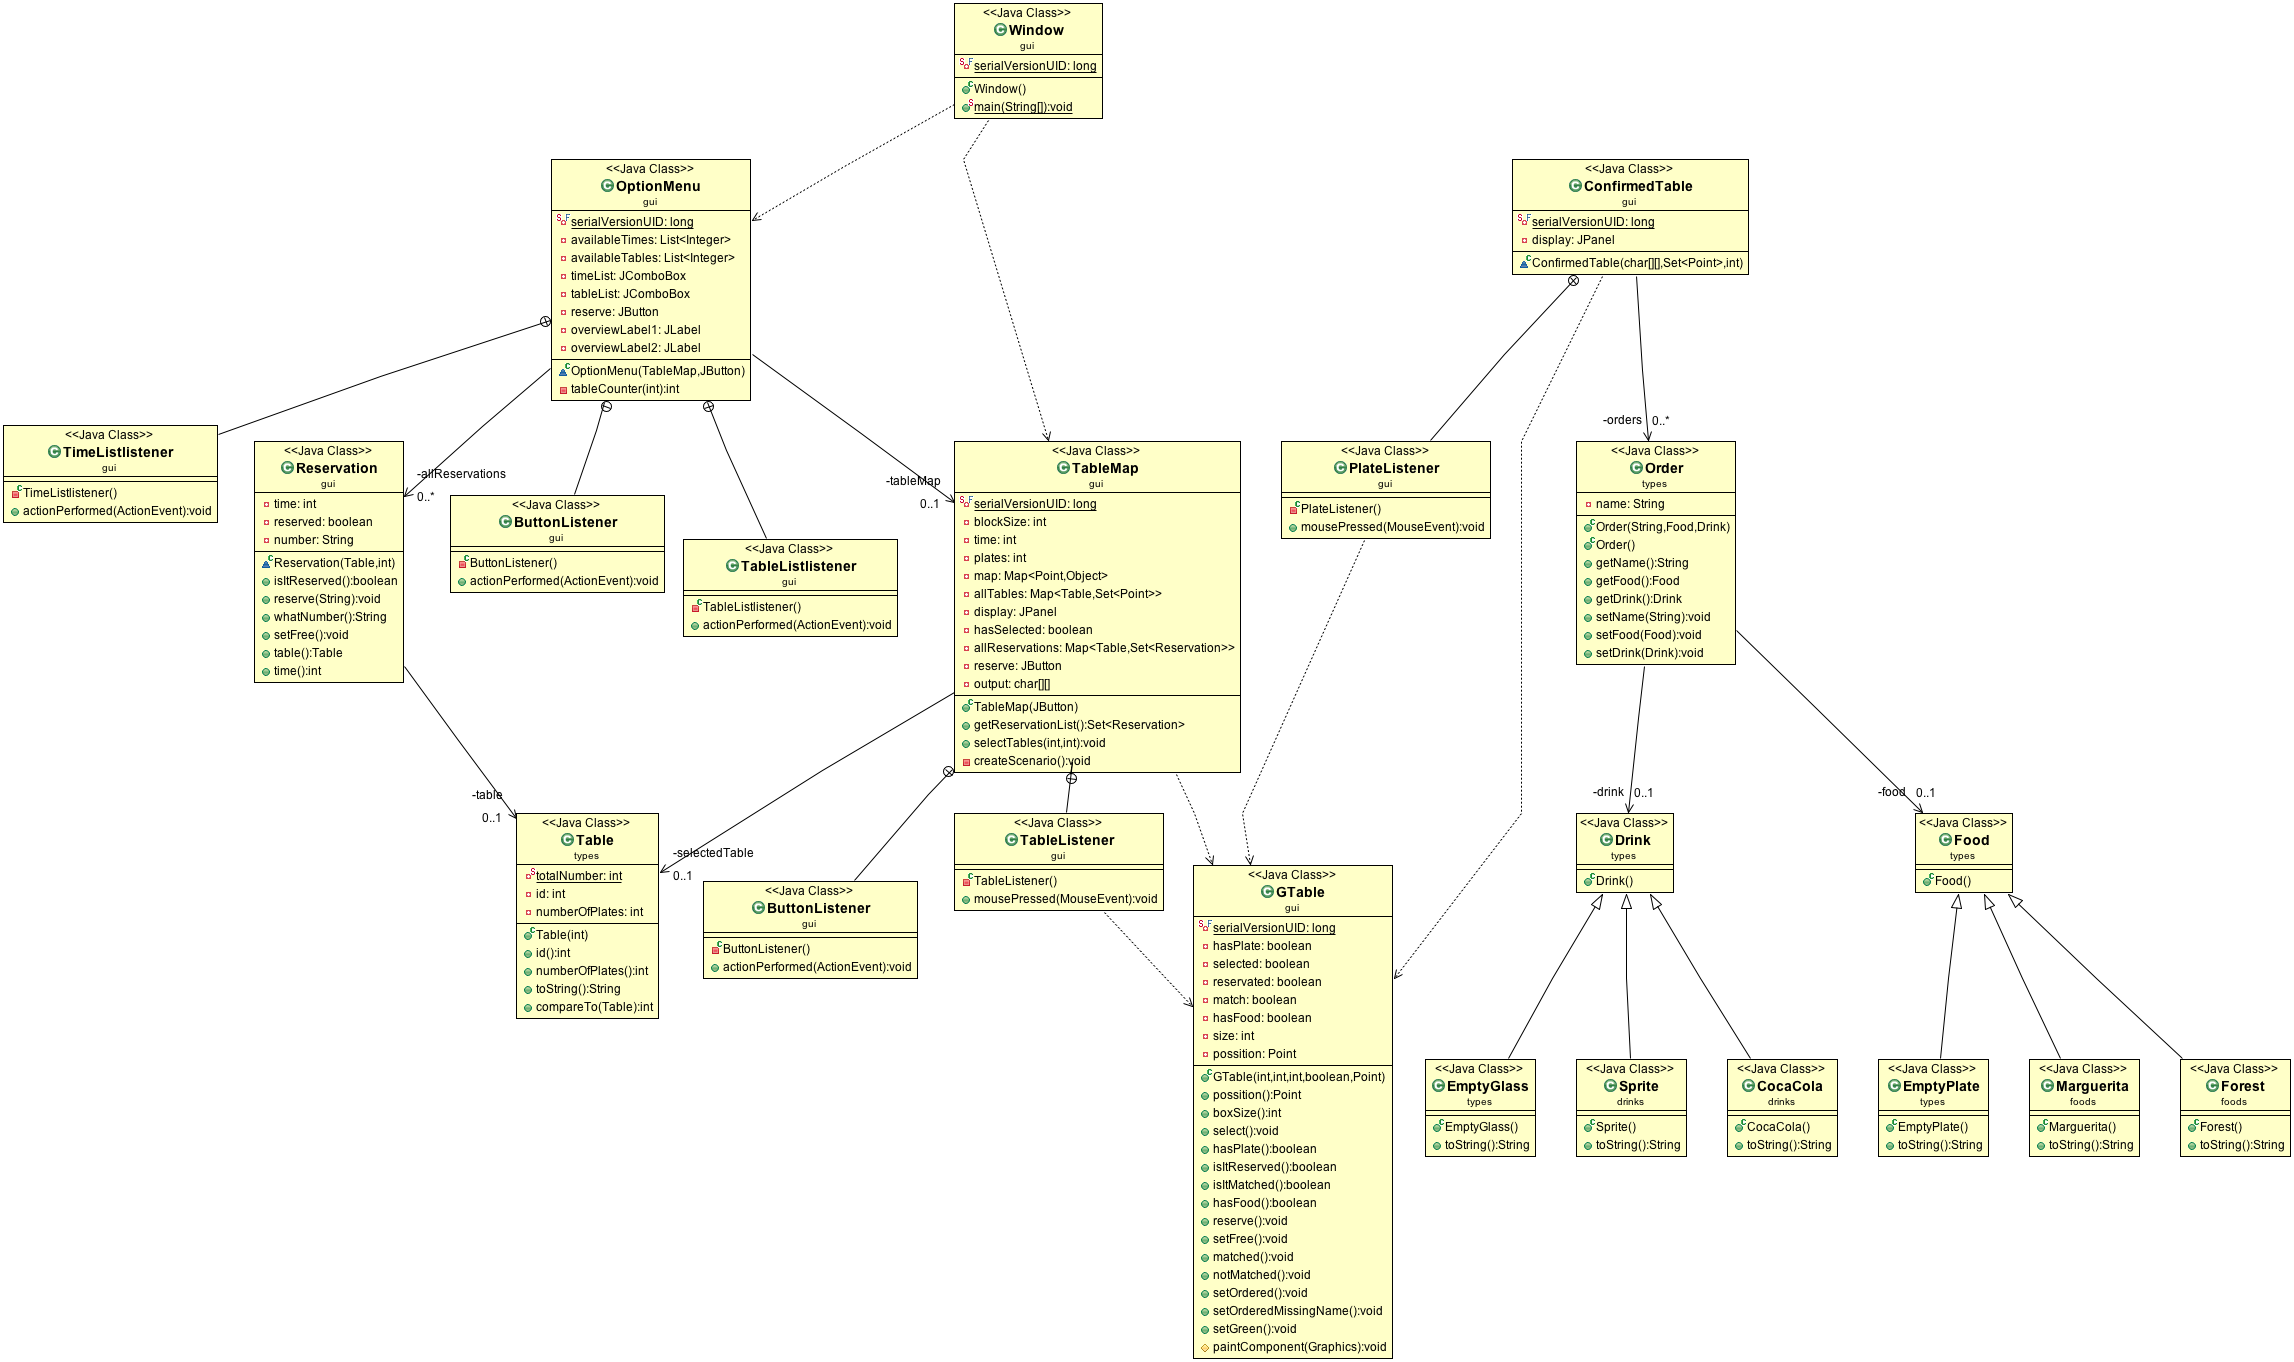 <<Java Class>>
Window
gui
serialVersionUID: long
Window()
main(String[]):void
<<Java Class>>
OptionMenu
gui
serialVersionUID: long
availableTimes: List<Integer>
availableTables: List<Integer>
timeList: JComboBox
tableList: JComboBox
reserve: JButton
overviewLabel1: JLabel
overviewLabel2: JLabel
OptionMenu(TableMap,JButton)
tableCounter(int):int
<<Java Class>>
ConfirmedTable
gui
serialVersionUID: long
display: JPanel
ConfirmedTable(char[][],Set<Point>,int)
<<Java Class>>
TimeListlistener
gui
TimeListlistener()
actionPerformed(ActionEvent):void
<<Java Class>>
Reservation
gui
time: int
reserved: boolean
number: String
Reservation(Table,int)
isItReserved():boolean
reserve(String):void
whatNumber():String
setFree():void
table():Table
time():int
-allReservations
0..*
<<Java Class>>
ButtonListener
gui
ButtonListener()
actionPerformed(ActionEvent):void
<<Java Class>>
TableListlistener
gui
TableListlistener()
actionPerformed(ActionEvent):void
-tableMap
0..1
<<Java Class>>
TableMap
gui
serialVersionUID: long
blockSize: int
time: int
plates: int
map: Map<Point,Object>
allTables: Map<Table,Set<Point>>
display: JPanel
hasSelected: boolean
allReservations: Map<Table,Set<Reservation>>
reserve: JButton
output: char[][]
TableMap(JButton)
getReservationList():Set<Reservation>
selectTables(int,int):void
createScenario():void
<<Java Class>>
PlateListener
gui
PlateListener()
mousePressed(MouseEvent):void
-orders
0..*
<<Java Class>>
Order
types
name: String
Order(String,Food,Drink)
Order()
getName():String
getFood():Food
getDrink():Drink
setName(String):void
setFood(Food):void
setDrink(Drink):void
-table
0..1
<<Java Class>>
Table
types
totalNumber: int
id: int
numberOfPlates: int
Table(int)
id():int
numberOfPlates():int
toString():String
compareTo(Table):int
-selectedTable
0..1
<<Java Class>>
ButtonListener
gui
ButtonListener()
actionPerformed(ActionEvent):void
<<Java Class>>
TableListener
gui
TableListener()
mousePressed(MouseEvent):void
<<Java Class>>
GTable
gui
serialVersionUID: long
hasPlate: boolean
selected: boolean
reservated: boolean
match: boolean
hasFood: boolean
size: int
possition: Point
GTable(int,int,int,boolean,Point)
possition():Point
boxSize():int
select():void
hasPlate():boolean
isItReserved():boolean
isItMatched():boolean
hasFood():boolean
reserve():void
setFree():void
matched():void
notMatched():void
setOrdered():void
setOrderedMissingName():void
setGreen():void
paintComponent(Graphics):void
-drink
0..1
<<Java Class>>
Drink
types
Drink()
-food
0..1
<<Java Class>>
Food
types
Food()
<<Java Class>>
EmptyGlass
types
EmptyGlass()
toString():String
<<Java Class>>
Sprite
drinks
Sprite()
toString():String
<<Java Class>>
CocaCola
drinks
CocaCola()
toString():String
<<Java Class>>
EmptyPlate
types
EmptyPlate()
toString():String
<<Java Class>>
Marguerita
foods
Marguerita()
toString():String
<<Java Class>>
Forest
foods
Forest()
toString():String